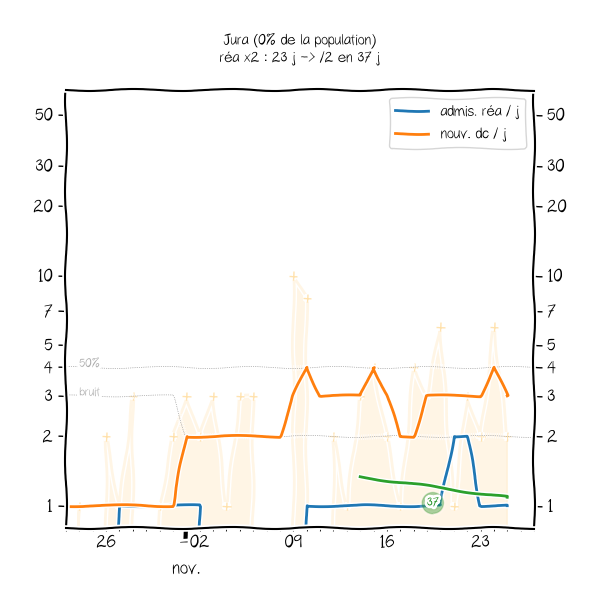 Jura (0% de la population)
réa x2 : 23 j -> /2 en 37 j
admis. réa / j
nouv. dc / j
50 50
30 30
20 20
10 10
7 7
5 5
4 4
50%
3 3
bruit
2 2
1 1
37
26 02 09 16 23
nov.